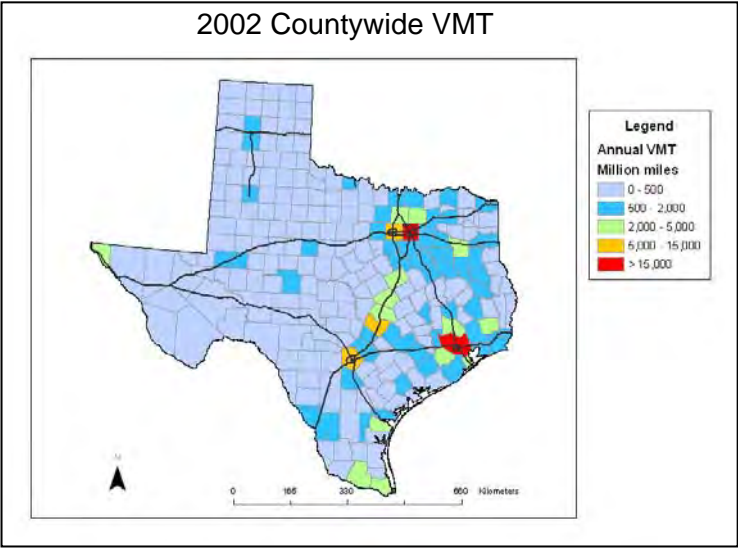 2002 Countywide VMT
Legend
Annual VMT
Million miles
0 - 500
500 - 2,000
2,000 - 5,000
5,000 - 15,000
> 15,000
N
0 165 330 660 Kilometers